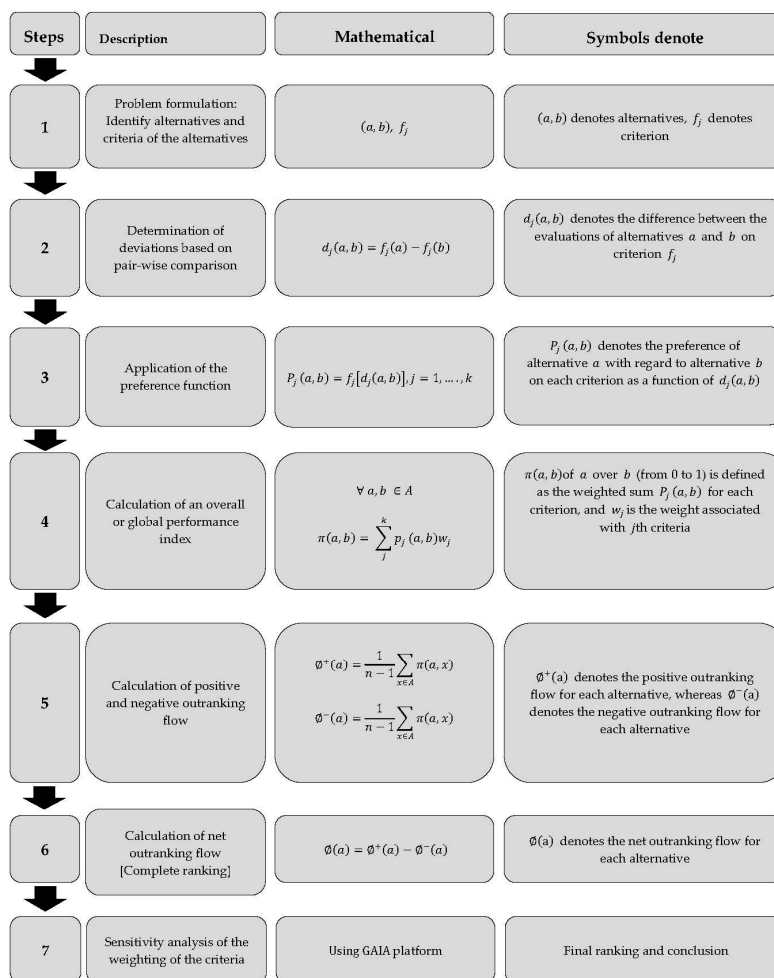 Steps
Description
Mathematical
Symbols denote
1
Problem formulation:
Identify alternatives and
criteria of the alternatives
(a, b), f_j
(a, b) denotes alternatives, f_j denotes
criterion
2
Determination of
deviations based on
pair-wise comparison
d_j(a, b) = f_j(a) − f_j(b)
d_j(a, b) denotes the difference between the
evaluations of alternatives a and b on
criterion f_j
3
Application of the
preference function
P_j (a, b) = f_j[d_j(a, b)], j = 1, … . , k
P_j (a, b) denotes the preference of
alternative a with regard to alternative b
on each criterion as a function of d_j(a, b)
4
Calculation of an overall
or global performance
index
∀ a, b ∈ A
π(a, b) = ∑_j^k p_j (a, b)w_j
π(a, b)of a over b (from 0 to 1) is defined
as the weighted sum P_j (a, b) for each
criterion, and w_j is the weight associated
with jth criteria
5
Calculation of positive
and negative outranking
flow
∅⁺(a) = 1/(n − 1) ∑_{x∈A} π(a, x)
∅⁻(a) = 1/(n − 1) ∑_{x∈A} π(a, x)
∅⁺(a) denotes the positive outranking
flow for each alternative, whereas ∅⁻(a)
denotes the negative outranking flow for
each alternative
6
Calculation of net
outranking flow
[Complete ranking]
∅(a) = ∅⁺(a) − ∅⁻(a)
∅(a) denotes the net outranking flow for
each alternative
7
Sensitivity analysis of the
weighting of the criteria
Using GAIA platform
Final ranking and conclusion